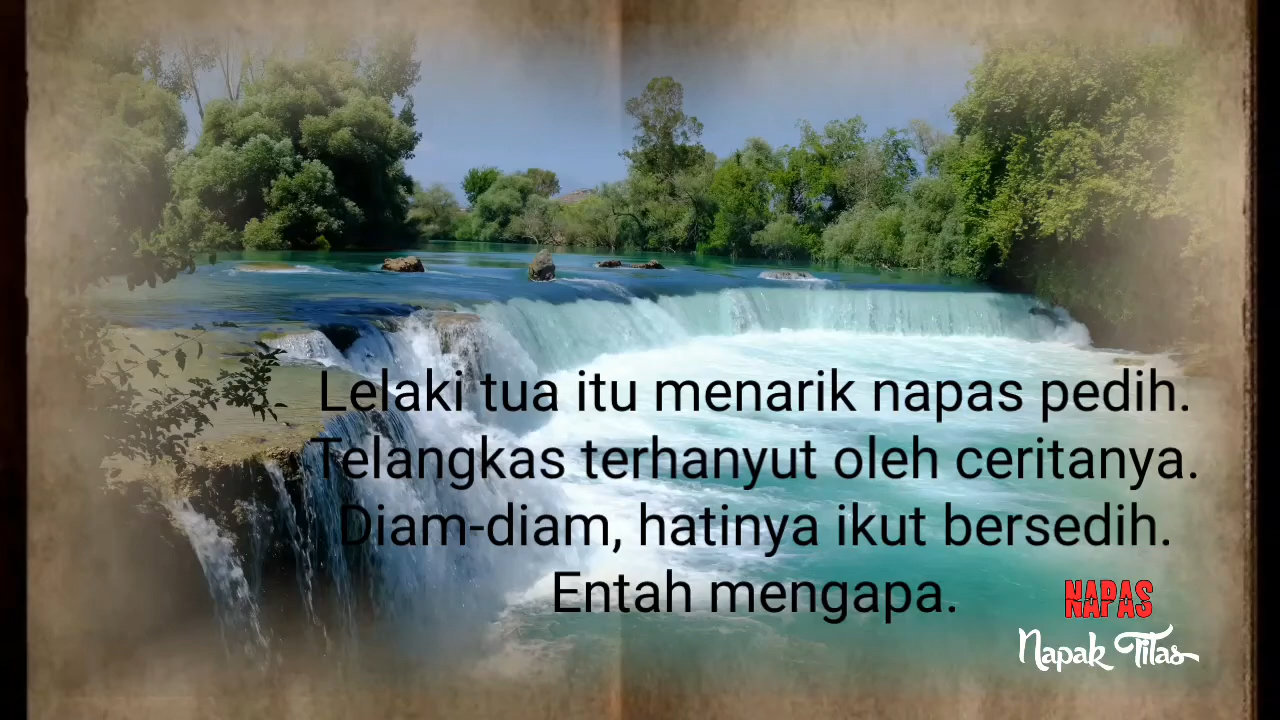 Lelaki tua itu menarik napas pedih.
Telangkas terhanyut oleh ceritanya.
Diam-diam, hatinya ikut bersedih.
Entah mengapa.
NAPAS
Napak Tilas